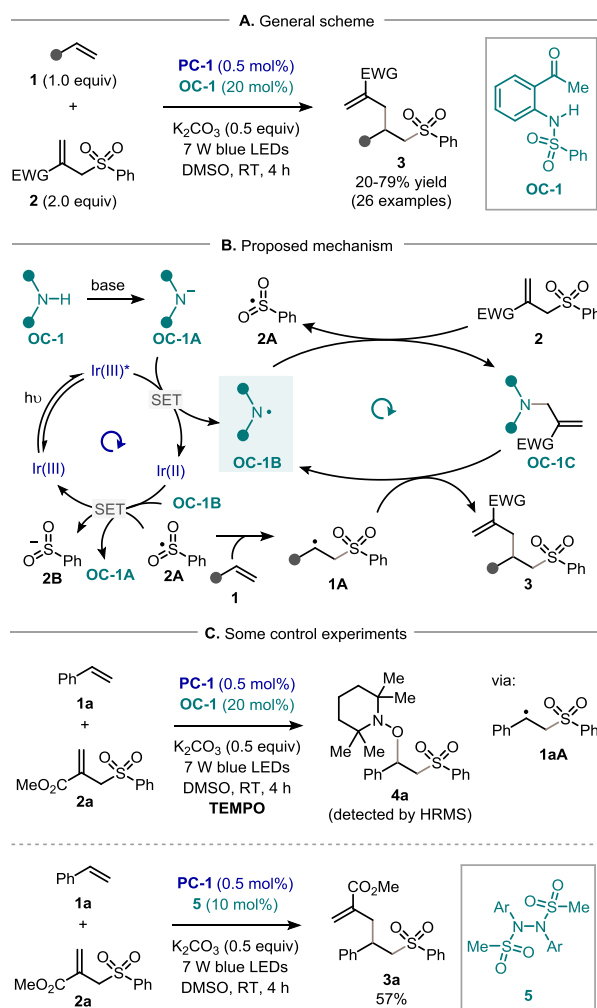 A. General scheme
1 (1.0 equiv)
+
EWG
O O
S
Ph
2 (2.0 equiv)
PC-1 (0.5 mol%)
OC-1 (20 mol%)
K2CO3 (0.5 equiv)
7 W blue LEDs
DMSO, RT, 4 h
EWG
O O
S
Ph
3
20-79% yield
(26 examples)
O
Me
N H
O S O
Ph
OC-1
B. Proposed mechanism
N–H
OC-1
base
N–
OC-1A
O S O
Ph
2A
EWG
O O
S
Ph
2
Ir(III)*
hυ
SET
Ir(III)
Ir(II)
N•
OC-1B
N
EWG
OC-1C
SET
OC-1B
O S O
Ph
2B
OC-1A
O S O
Ph
2A
1
O O
S
Ph
1A
EWG
O O
S
Ph
3
C. Some control experiments
Ph
1a
+
MeO2C
O O
S
Ph
2a
PC-1 (0.5 mol%)
OC-1 (20 mol%)
K2CO3 (0.5 equiv)
7 W blue LEDs
DMSO, RT, 4 h
TEMPO
Me
Me
N
Me Me
O
O O
S
Ph
Ph
4a
(detected by HRMS)
via:
O O
S
Ph
Ph
1aA
Ph
1a
+
MeO2C
O O
S
Ph
2a
PC-1 (0.5 mol%)
5 (10 mol%)
K2CO3 (0.5 equiv)
7 W blue LEDs
DMSO, RT, 4 h
CO2Me
O O
S
Ph
Ph
3a
57%
O
Ar O=S Me
N–N
Me S=O Ar
O
5